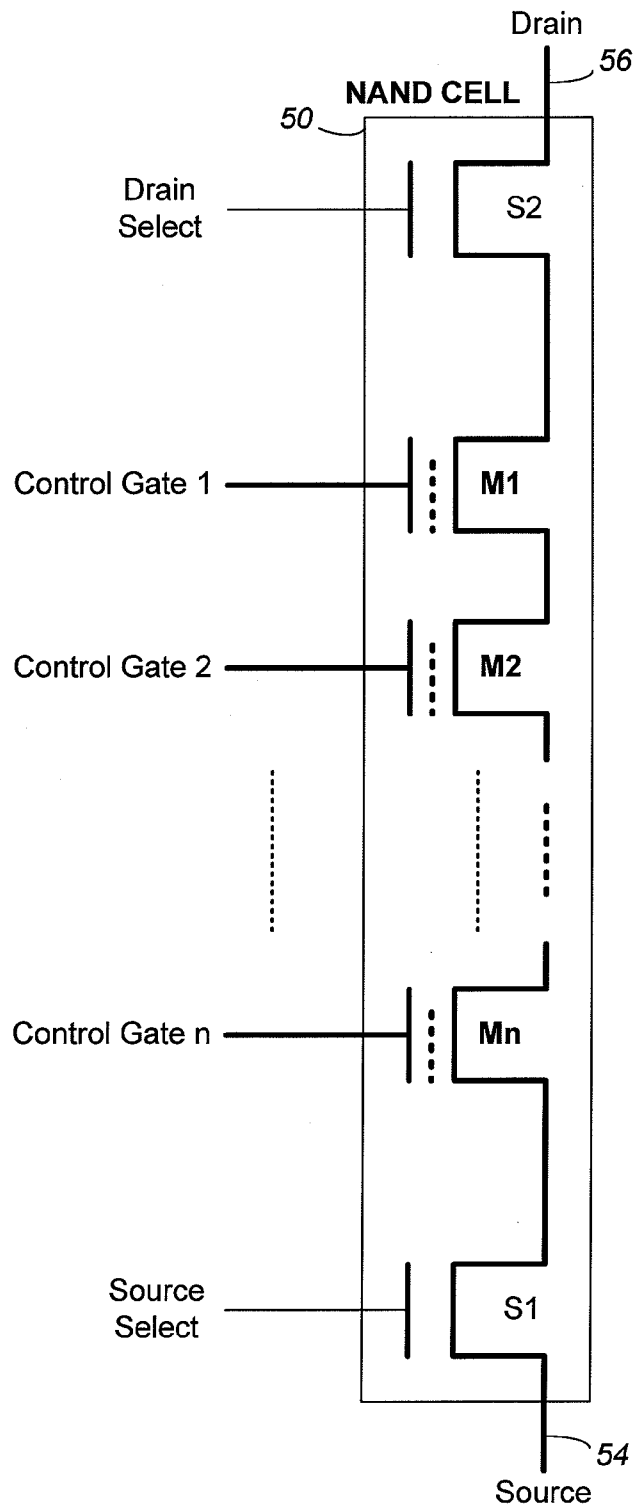 Drain
56
NAND CELL
50
Drain
Select
S2
Control Gate 1
M1
Control Gate 2
M2
Control Gate n
Mn
Source
Select
S1
54
Source